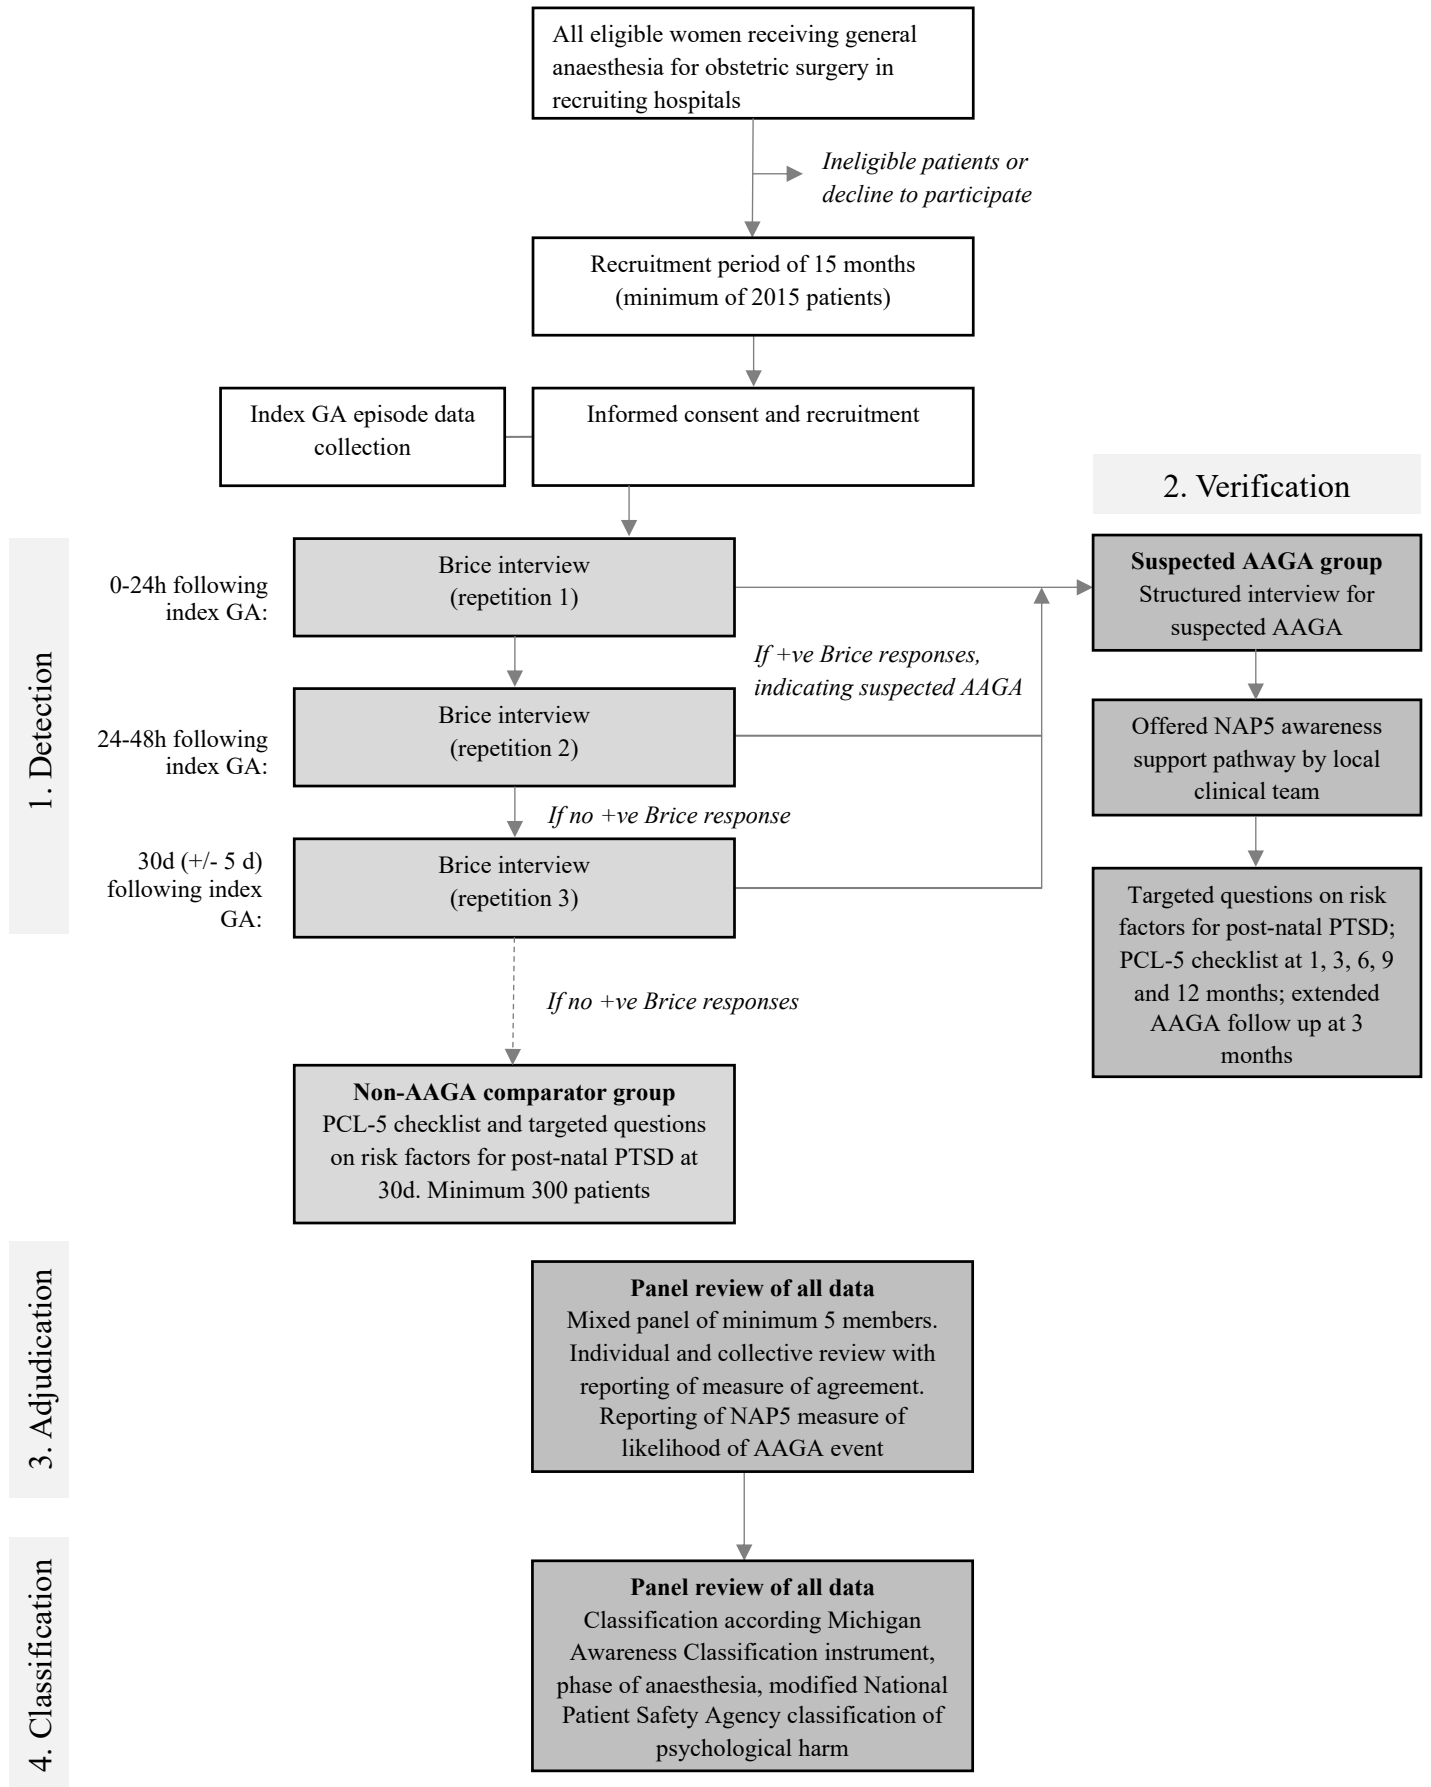 All eligible women receiving general
anaesthesia for obstetric surgery in
recruiting hospitals
Ineligible patients or
decline to participate
Recruitment period of 15 months
(minimum of 2015 patients)
Index GA episode data
collection
Informed consent and recruitment
2. Verification
1. Detection
0-24h following
index GA:
Brice interview
(repetition 1)
Suspected AAGA group
Structured interview for
suspected AAGA
If +ve Brice responses,
indicating suspected AAGA
24-48h following
index GA:
Brice interview
(repetition 2)
Offered NAP5 awareness
support pathway by local
clinical team
If no +ve Brice response
30d (+/- 5 d)
following index
GA:
Brice interview
(repetition 3)
Targeted questions on risk
factors for post-natal PTSD;
PCL-5 checklist at 1, 3, 6, 9
and 12 months; extended
AAGA follow up at 3
months
If no +ve Brice responses
Non-AAGA comparator group
PCL-5 checklist and targeted questions
on risk factors for post-natal PTSD at
30d. Minimum 300 patients
3. Adjudication
Panel review of all data
Mixed panel of minimum 5 members.
Individual and collective review with
reporting of measure of agreement.
Reporting of NAP5 measure of
likelihood of AAGA event
4. Classification
Panel review of all data
Classification according Michigan
Awareness Classification instrument,
phase of anaesthesia, modified National
Patient Safety Agency classification of
psychological harm